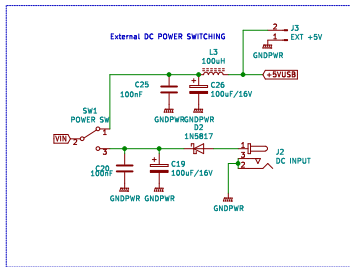 External DC POWER SWITCHING
2
1
J3
EXT +5V
GNDPWR
L3
100uH
+5VUSB
C25
100nF
C26
100uF/16V
GNDPWR GNDPWR
SW1
POWER SW
VIN
2
1
3
D2
1N5817
C20
100nF
C19
100uF/16V
GNDPWR GNDPWR
1
3
2
J2
DC INPUT
GNDPWR